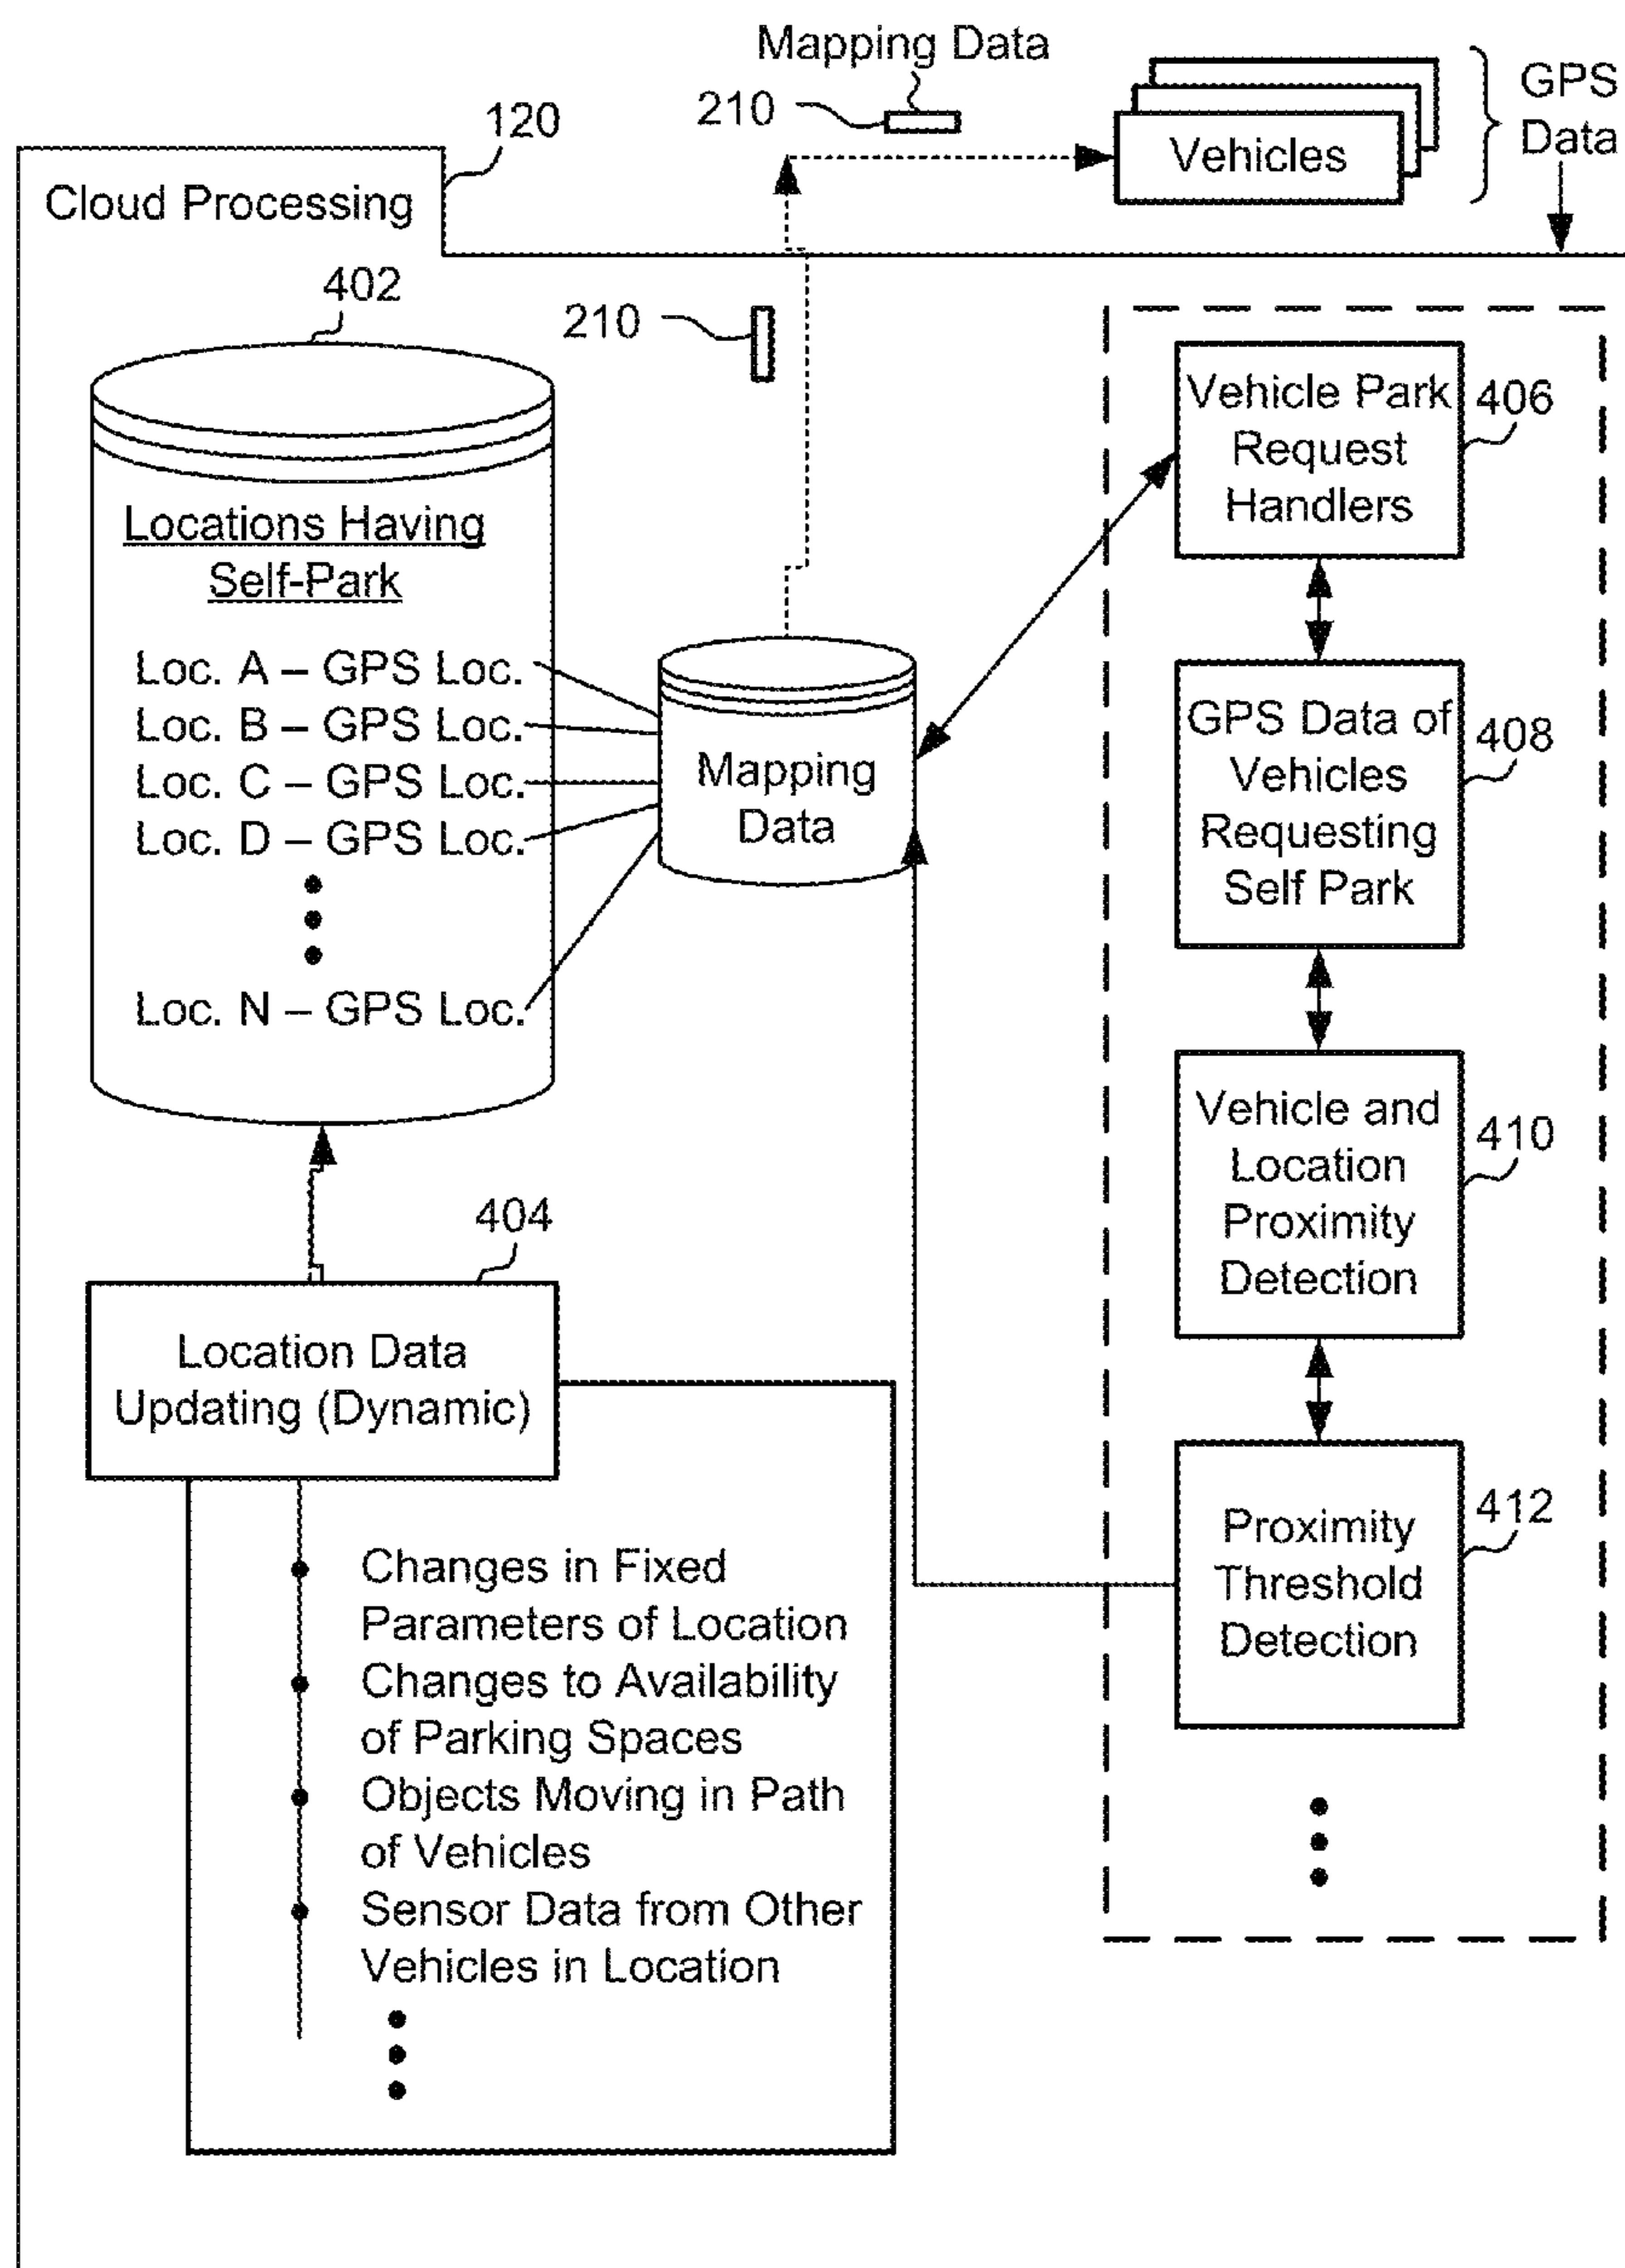 Mapping Data
210
Vehicles
GPS
Data
120
Cloud Processing
402
210
Locations Having
Self-Park
Loc. A – GPS Loc.
Loc. B – GPS Loc.
Loc. C – GPS Loc.
Loc. D – GPS Loc.
Loc. N – GPS Loc.
Mapping
Data
Vehicle Park
Request
Handlers
406
GPS Data of
Vehicles
Requesting
Self Park
408
Vehicle and
Location
Proximity
Detection
410
Proximity
Threshold
Detection
412
404
Location Data
Updating (Dynamic)
Changes in Fixed
Parameters of Location
Changes to Availability
of Parking Spaces
Objects Moving in Path
of Vehicles
Sensor Data from Other
Vehicles in Location